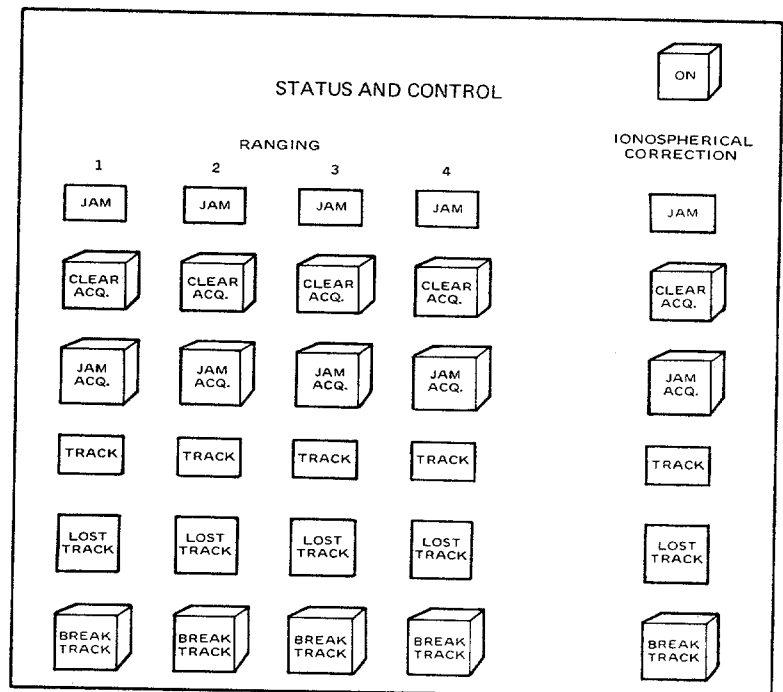 ON
STATUS AND CONTROL
RANGING
IONOSPHERICAL
CORRECTION
1 2 3 4
JAM JAM JAM JAM JAM
CLEAR CLEAR CLEAR CLEAR CLEAR
ACQ. ACQ. ACQ. ACQ. ACQ.
JAM JAM JAM JAM JAM
ACQ. ACQ. ACQ. ACQ. ACQ.
TRACK TRACK TRACK TRACK TRACK
LOST LOST LOST LOST LOST
TRACK TRACK TRACK TRACK TRACK
BREAK BREAK BREAK BREAK BREAK
TRACK TRACK TRACK TRACK TRACK